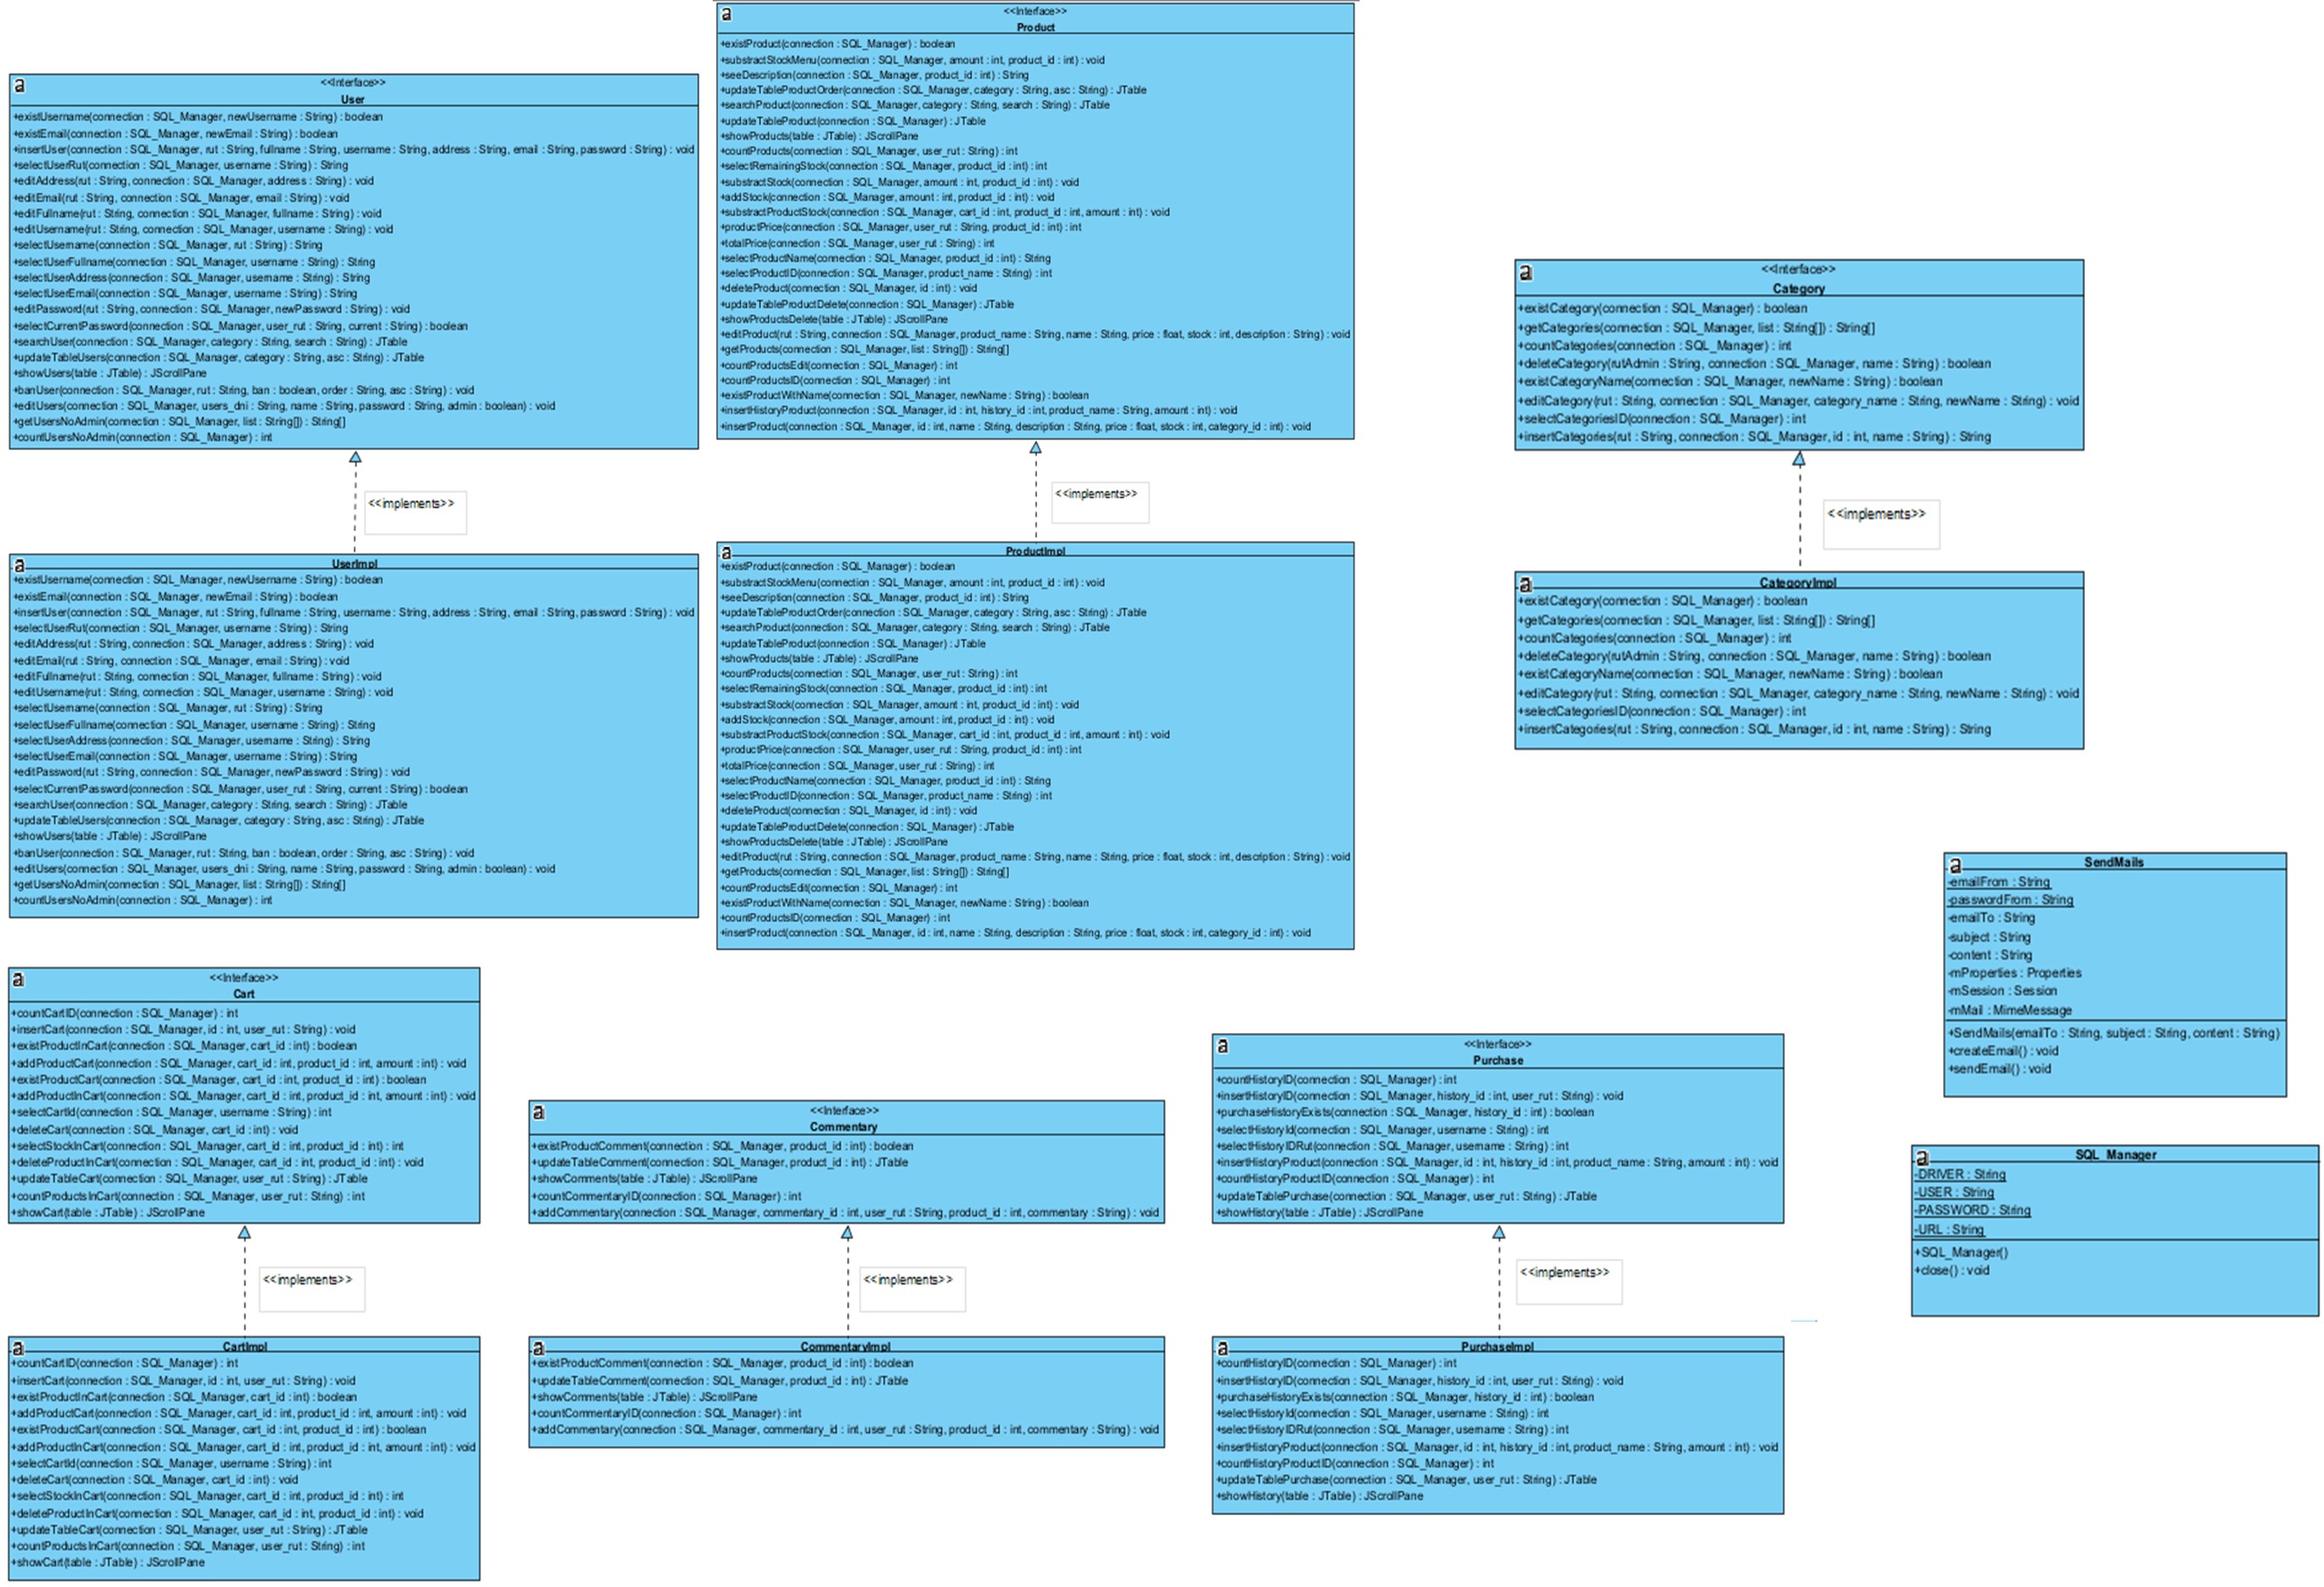 a
<<Interface>>
User
+existUsername(connection : SQL_Manager, newUsername : String) : boolean
+existEmail(connection : SQL_Manager, newEmail : String) : boolean
+insertUser(connection : SQL_Manager, rut : String, fullname : String, username : String, address : String, email : String, password : String) : void
+selectUserRut(connection : SQL_Manager, username : String) : String
+editAddress(rut : String, connection : SQL_Manager, address : String) : void
+editEmail(rut : String, connection : SQL_Manager, email : String) : void
+editFullname(rut : String, connection : SQL_Manager, fullname : String) : void
+editUsername(rut : String, connection : SQL_Manager, username : String) : void
+selectUsername(connection : SQL_Manager, rut : String) : String
+selectUserFullname(connection : SQL_Manager, username : String) : String
+selectUserAddress(connection : SQL_Manager, username : String) : String
+selectUserEmail(connection : SQL_Manager, username : String) : String
+editPassword(rut : String, connection : SQL_Manager, newPassword : String) : void
+selectCurrentPassword(connection : SQL_Manager, user_rut : String, current : String) : boolean
+searchUser(connection : SQL_Manager, category : String, search : String) : JTable
+updateTableUsers(connection : SQL_Manager, category : String, asc : String) : JTable
+showUsers(table : JTable) : JScrollPane
+banUser(connection : SQL_Manager, rut : String, ban : boolean, order : String, asc : String) : void
+editUsers(connection : SQL_Manager, users_dni : String, name : String, password : String, admin : boolean) : void
+getUsersNoAdmin(connection : SQL_Manager, list : String[]) : String[]
+countUsersNoAdmin(connection : SQL_Manager) : int
<<implements>>
a
UserImpl
+existUsername(connection : SQL_Manager, newUsername : String) : boolean
+existEmail(connection : SQL_Manager, newEmail : String) : boolean
+insertUser(connection : SQL_Manager, rut : String, fullname : String, username : String, address : String, email : String, password : String) : void
+selectUserRut(connection : SQL_Manager, username : String) : String
+editAddress(rut : String, connection : SQL_Manager, address : String) : void
+editEmail(rut : String, connection : SQL_Manager, email : String) : void
+editFullname(rut : String, connection : SQL_Manager, fullname : String) : void
+editUsername(rut : String, connection : SQL_Manager, username : String) : void
+selectUsername(connection : SQL_Manager, rut : String) : String
+selectUserFullname(connection : SQL_Manager, username : String) : String
+selectUserAddress(connection : SQL_Manager, username : String) : String
+selectUserEmail(connection : SQL_Manager, username : String) : String
+editPassword(rut : String, connection : SQL_Manager, newPassword : String) : void
+selectCurrentPassword(connection : SQL_Manager, user_rut : String, current : String) : boolean
+searchUser(connection : SQL_Manager, category : String, search : String) : JTable
+updateTableUsers(connection : SQL_Manager, category : String, asc : String) : JTable
+showUsers(table : JTable) : JScrollPane
+banUser(connection : SQL_Manager, rut : String, ban : boolean, order : String, asc : String) : void
+editUsers(connection : SQL_Manager, users_dni : String, name : String, password : String, admin : boolean) : void
+getUsersNoAdmin(connection : SQL_Manager, list : String[]) : String[]
+countUsersNoAdmin(connection : SQL_Manager) : int
a
<<Interface>>
Product
+existProduct(connection : SQL_Manager) : boolean
+substractStockMenu(connection : SQL_Manager, amount : int, product_id : int) : void
+seeDescription(connection : SQL_Manager, product_id : int) : String
+updateTableProductOrder(connection : SQL_Manager, category : String, asc : String) : JTable
+searchProduct(connection : SQL_Manager, category : String, search : String) : JTable
+updateTableProduct(connection : SQL_Manager) : JTable
+showProducts(table : JTable) : JScrollPane
+countProducts(connection : SQL_Manager, user_rut : String) : int
+selectRemainingStock(connection : SQL_Manager, product_id : int) : int
+substractStock(connection : SQL_Manager, amount : int, product_id : int) : void
+addStock(connection : SQL_Manager, amount : int, product_id : int) : void
+substractProductStock(connection : SQL_Manager, cart_id : int, product_id : int, amount : int) : void
+productPrice(connection : SQL_Manager, user_rut : String, product_id : int) : int
+totalPrice(connection : SQL_Manager, user_rut : String) : int
+selectProductName(connection : SQL_Manager, product_id : int) : String
+selectProductID(connection : SQL_Manager, product_name : String) : int
+deleteProduct(connection : SQL_Manager, id : int) : void
+updateTableProductDelete(connection : SQL_Manager) : JTable
+showProductsDelete(table : JTable) : JScrollPane
+editProduct(rut : String, connection : SQL_Manager, product_name : String, name : String, price : float, stock : int, description : String) : void
+getProducts(connection : SQL_Manager, list : String[]) : String[]
+countProductsEdit(connection : SQL_Manager) : int
+countProductsID(connection : SQL_Manager) : int
+existProductWithName(connection : SQL_Manager, newName : String) : boolean
+insertHistoryProduct(connection : SQL_Manager, id : int, history_id : int, product_name : String, amount : int) : void
+insertProduct(connection : SQL_Manager, id : int, name : String, description : String, price : float, stock : int, category_id : int) : void
<<implements>>
a
ProductImpl
+existProduct(connection : SQL_Manager) : boolean
+substractStockMenu(connection : SQL_Manager, amount : int, product_id : int) : void
+seeDescription(connection : SQL_Manager, product_id : int) : String
+updateTableProductOrder(connection : SQL_Manager, category : String, asc : String) : JTable
+searchProduct(connection : SQL_Manager, category : String, search : String) : JTable
+updateTableProduct(connection : SQL_Manager) : JTable
+showProducts(table : JTable) : JScrollPane
+countProducts(connection : SQL_Manager, user_rut : String) : int
+selectRemainingStock(connection : SQL_Manager, product_id : int) : int
+substractStock(connection : SQL_Manager, amount : int, product_id : int) : void
+addStock(connection : SQL_Manager, amount : int, product_id : int) : void
+substractProductStock(connection : SQL_Manager, cart_id : int, product_id : int, amount : int) : void
+productPrice(connection : SQL_Manager, user_rut : String, product_id : int) : int
+totalPrice(connection : SQL_Manager, user_rut : String) : int
+selectProductName(connection : SQL_Manager, product_id : int) : String
+selectProductID(connection : SQL_Manager, product_name : String) : int
+deleteProduct(connection : SQL_Manager, id : int) : void
+updateTableProductDelete(connection : SQL_Manager) : JTable
+showProductsDelete(table : JTable) : JScrollPane
+editProduct(rut : String, connection : SQL_Manager, product_name : String, name : String, price : float, stock : int, description : String) : void
+getProducts(connection : SQL_Manager, list : String[]) : String[]
+countProductsEdit(connection : SQL_Manager) : int
+existProductWithName(connection : SQL_Manager, newName : String) : boolean
+countProductsID(connection : SQL_Manager) : int
+insertProduct(connection : SQL_Manager, id : int, name : String, description : String, price : float, stock : int, category_id : int) : void
a
<<Interface>>
Category
+existCategory(connection : SQL_Manager) : boolean
+getCategories(connection : SQL_Manager, list : String[]) : String[]
+countCategories(connection : SQL_Manager) : int
+deleteCategory(rutAdmin : String, connection : SQL_Manager, name : String) : boolean
+existCategoryName(connection : SQL_Manager, newName : String) : boolean
+editCategory(rut : String, connection : SQL_Manager, category_name : String, newName : String) : void
+selectCategoriesID(connection : SQL_Manager) : int
+insertCategories(rut : String, connection : SQL_Manager, id : int, name : String) : String
<<implements>>
a
CategoryImpl
+existCategory(connection : SQL_Manager) : boolean
+getCategories(connection : SQL_Manager, list : String[]) : String[]
+countCategories(connection : SQL_Manager) : int
+deleteCategory(rutAdmin : String, connection : SQL_Manager, name : String) : boolean
+existCategoryName(connection : SQL_Manager, newName : String) : boolean
+editCategory(rut : String, connection : SQL_Manager, category_name : String, newName : String) : void
+selectCategoriesID(connection : SQL_Manager) : int
+insertCategories(rut : String, connection : SQL_Manager, id : int, name : String) : String
a
<<Interface>>
Cart
+countCartID(connection : SQL_Manager) : int
+insertCart(connection : SQL_Manager, id : int, user_rut : String) : void
+existProductInCart(connection : SQL_Manager, cart_id : int) : boolean
+addProductCart(connection : SQL_Manager, cart_id : int, product_id : int, amount : int) : void
+existProductCart(connection : SQL_Manager, cart_id : int, product_id : int) : boolean
+addProductInCart(connection : SQL_Manager, cart_id : int, product_id : int, amount : int) : void
+selectCartId(connection : SQL_Manager, username : String) : int
+deleteCart(connection : SQL_Manager, cart_id : int) : void
+selectStockInCart(connection : SQL_Manager, cart_id : int, product_id : int) : int
+deleteProductInCart(connection : SQL_Manager, cart_id : int, product_id : int) : void
+updateTableCart(connection : SQL_Manager, user_rut : String) : JTable
+countProductsInCart(connection : SQL_Manager, user_rut : String) : int
+showCart(table : JTable) : JScrollPane
<<implements>>
a
CartImpl
+countCartID(connection : SQL_Manager) : int
+insertCart(connection : SQL_Manager, id : int, user_rut : String) : void
+existProductInCart(connection : SQL_Manager, cart_id : int) : boolean
+addProductCart(connection : SQL_Manager, cart_id : int, product_id : int, amount : int) : void
+existProductCart(connection : SQL_Manager, cart_id : int, product_id : int) : boolean
+addProductInCart(connection : SQL_Manager, cart_id : int, product_id : int, amount : int) : void
+selectCartId(connection : SQL_Manager, username : String) : int
+deleteCart(connection : SQL_Manager, cart_id : int) : void
+selectStockInCart(connection : SQL_Manager, cart_id : int, product_id : int) : int
+deleteProductInCart(connection : SQL_Manager, cart_id : int, product_id : int) : void
+updateTableCart(connection : SQL_Manager, user_rut : String) : JTable
+countProductsInCart(connection : SQL_Manager, user_rut : String) : int
+showCart(table : JTable) : JScrollPane
a
<<Interface>>
Commentary
+existProductComment(connection : SQL_Manager, product_id : int) : boolean
+updateTableComment(connection : SQL_Manager, product_id : int) : JTable
+showComments(table : JTable) : JScrollPane
+countCommentaryID(connection : SQL_Manager) : int
+addCommentary(connection : SQL_Manager, commentary_id : int, user_rut : String, product_id : int, commentary : String) : void
<<implements>>
a
CommentaryImpl
+existProductComment(connection : SQL_Manager, product_id : int) : boolean
+updateTableComment(connection : SQL_Manager, product_id : int) : JTable
+showComments(table : JTable) : JScrollPane
+countCommentaryID(connection : SQL_Manager) : int
+addCommentary(connection : SQL_Manager, commentary_id : int, user_rut : String, product_id : int, commentary : String) : void
a
<<Interface>>
Purchase
+countHistoryID(connection : SQL_Manager) : int
+insertHistoryID(connection : SQL_Manager, history_id : int, user_rut : String) : void
+purchaseHistoryExists(connection : SQL_Manager, history_id : int) : boolean
+selectHistoryId(connection : SQL_Manager, username : String) : int
+selectHistoryIDRut(connection : SQL_Manager, username : String) : int
+insertHistoryProduct(connection : SQL_Manager, id : int, history_id : int, product_name : String, amount : int) : void
+countHistoryProductID(connection : SQL_Manager) : int
+updateTablePurchase(connection : SQL_Manager, user_rut : String) : JTable
+showHistory(table : JTable) : JScrollPane
<<implements>>
a
PurchaseImpl
+countHistoryID(connection : SQL_Manager) : int
+insertHistoryID(connection : SQL_Manager, history_id : int, user_rut : String) : void
+purchaseHistoryExists(connection : SQL_Manager, history_id : int) : boolean
+selectHistoryId(connection : SQL_Manager, username : String) : int
+selectHistoryIDRut(connection : SQL_Manager, username : String) : int
+insertHistoryProduct(connection : SQL_Manager, id : int, history_id : int, product_name : String, amount : int) : void
+countHistoryProductID(connection : SQL_Manager) : int
+updateTablePurchase(connection : SQL_Manager, user_rut : String) : JTable
+showHistory(table : JTable) : JScrollPane
a
SendMails
-emailFrom : String
-passwordFrom : String
-emailTo : String
-subject : String
-content : String
-mProperties : Properties
-mSession : Session
-mMail : MimeMessage
+SendMails(emailTo : String, subject : String, content : String)
+createEmail() : void
+sendEmail() : void
a
SQL_Manager
-DRIVER : String
-USER : String
-PASSWORD : String
-URL : String
+SQL_Manager()
+close() : void